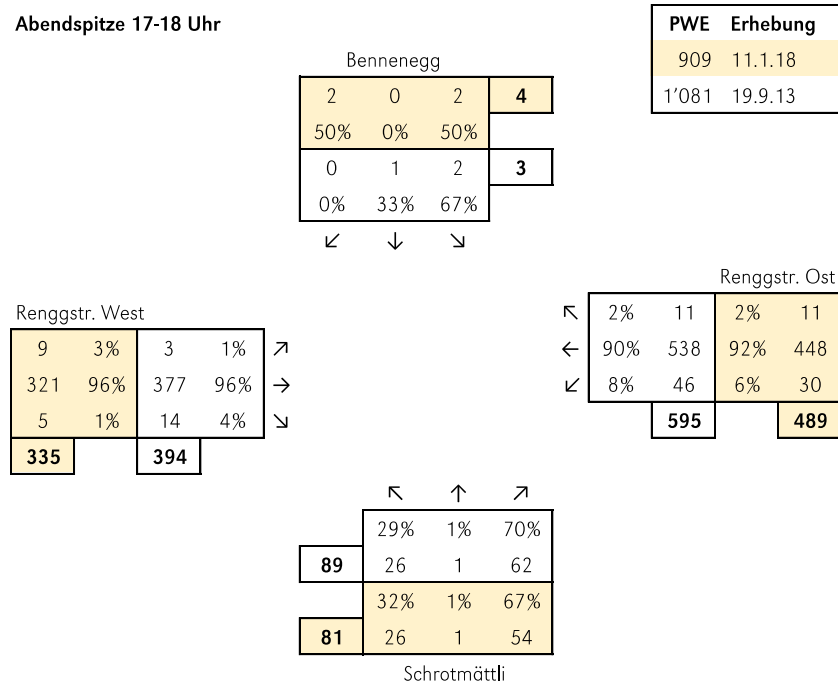 Abendspitze 17-18 Uhr
PWE Erhebung
909 11.1.18
1'081 19.9.13
Bennenegg
2 0 2 4
50% 0% 50%
0 1 2 3
0% 33% 67%
↙ ↓ ↘
Renggstr. West
9 3% 3 1% ↗
321 96% 377 96% →
5 1% 14 4% ↘
335 394
Renggstr. Ost
↖ 2% 11 2% 11
← 90% 538 92% 448
↙ 8% 46 6% 30
595 489
↖ ↑ ↗
29% 1% 70%
89 26 1 62
32% 1% 67%
81 26 1 54
Schrotmättli